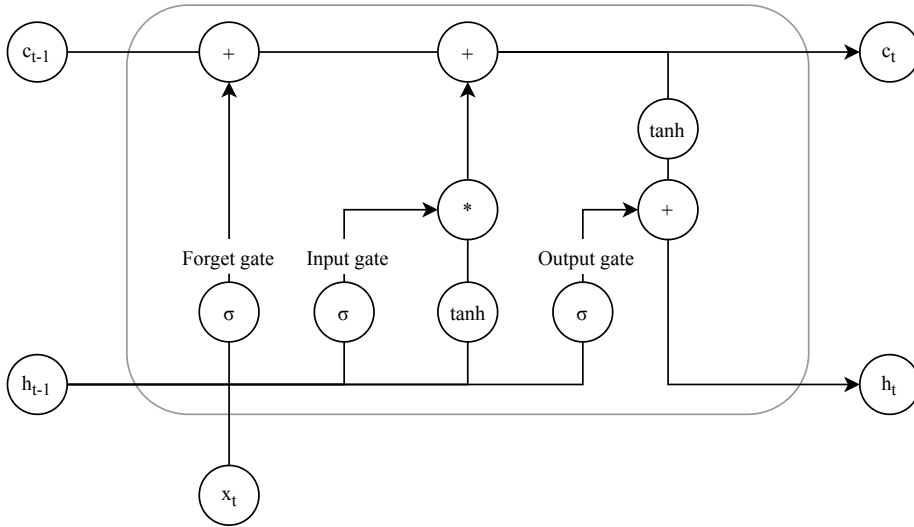 c_{t-1}
+
+
c_t
tanh
*
+
Forget gate
Input gate
Output gate
σ
σ
tanh
σ
h_{t-1}
h_t
x_t